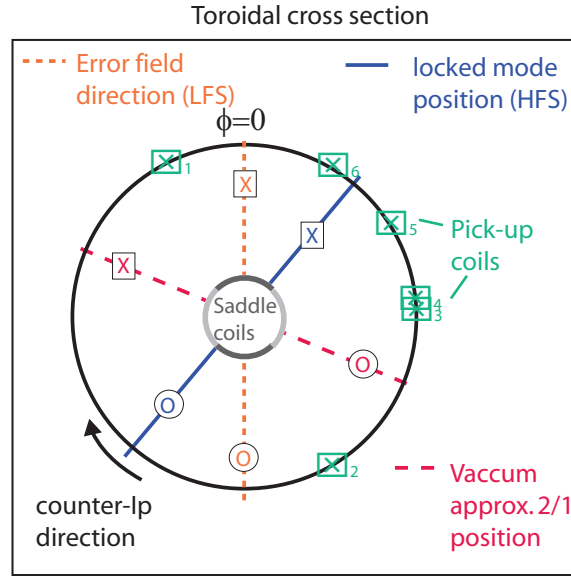 Toroidal cross section
Error field
direction (LFS)
locked mode
position (HFS)
ϕ=0
1
6
X
X
5
Pick-up
coils
X
4
3
Saddle
coils
O
O
O
2
counter-Ip
direction
Vaccum
approx. 2/1
position